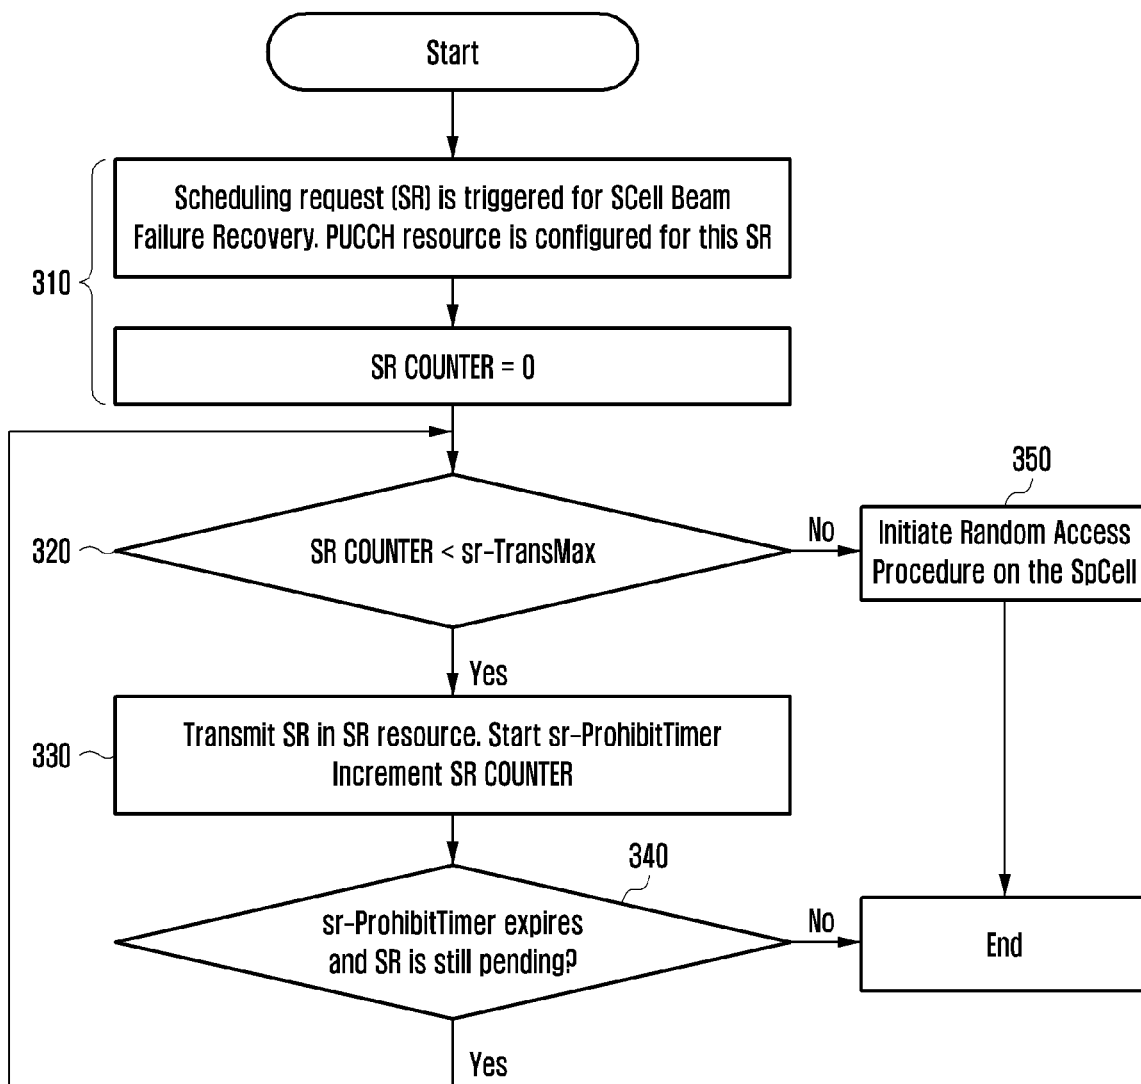 Start
Scheduling request (SR) is triggered for SCell Beam
Failure Recovery. PUCCH resource is configured for this SR
310
SR COUNTER = 0
350
320
SR COUNTER < sr-TransMax
No
Initiate Random Access
Procedure on the SpCell
Yes
330
Transmit SR in SR resource. Start sr-ProhibitTimer
Increment SR COUNTER
340
sr-ProhibitTimer expires
and SR is still pending?
No
End
Yes